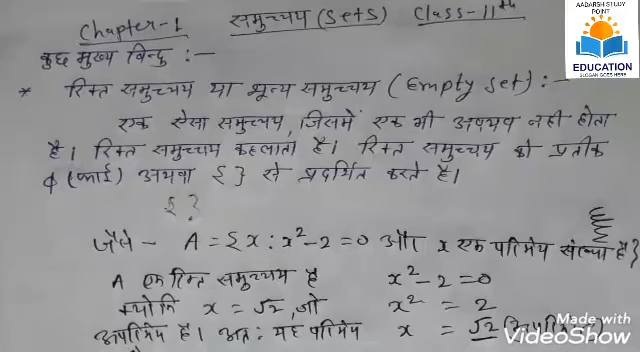 Chapter-1 समुच्चय (Sets) Class-11th
AADARSH STUDY POINT
EDUCATION
SLOGAN GOES HERE
कुछ मुख्य बिन्दु :-
* रिक्त समुच्चय या शून्य समुच्चय (Empty set) :-
एक ऐसा समुच्चय, जिसमें एक भी अवयव नही होता
है। रिक्त समुच्चय कहलाता है। रिक्त समुच्चय को प्रतीक
ϕ (फाई) अथवा { } से प्रदर्शित करते है।
{ }
जैसे - A = {x : x²-2=0 और x एक परिमेय संख्या है}
A एक रिक्त समुच्चय है x²-2=0
क्योकि x = √2, जो x² = 2
अपरिमेय है। अत: यह परिमेय x = √2
Made with
VideoShow